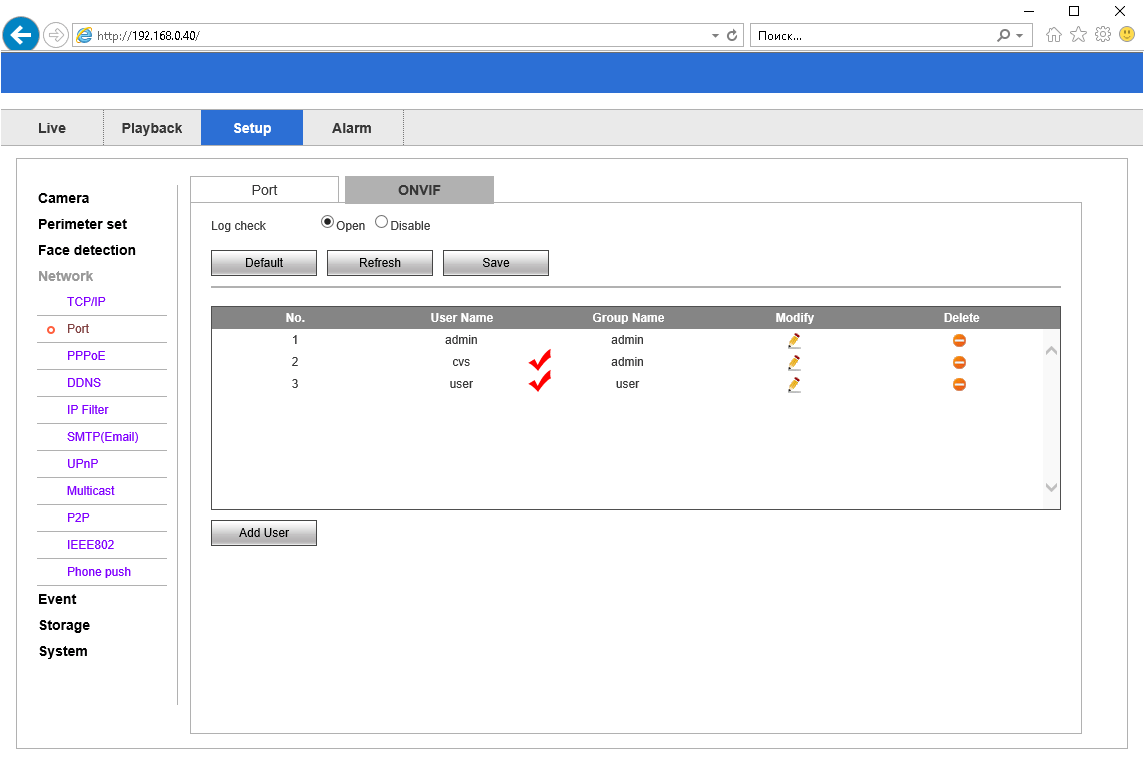 http://192.168.0.40/
Поиск...
Live Playback Setup Alarm
Camera
Perimeter set
Face detection
Network
TCP/IP
Port
PPPoE
DDNS
IP Filter
SMTP(Email)
UPnP
Multicast
P2P
IEEE802
Phone push
Event
Storage
System
Port ONVIF
Log check Open Disable
Default Refresh Save
No. User Name Group Name Modify Delete
1 admin admin
2 cvs admin
3 user user
Add User